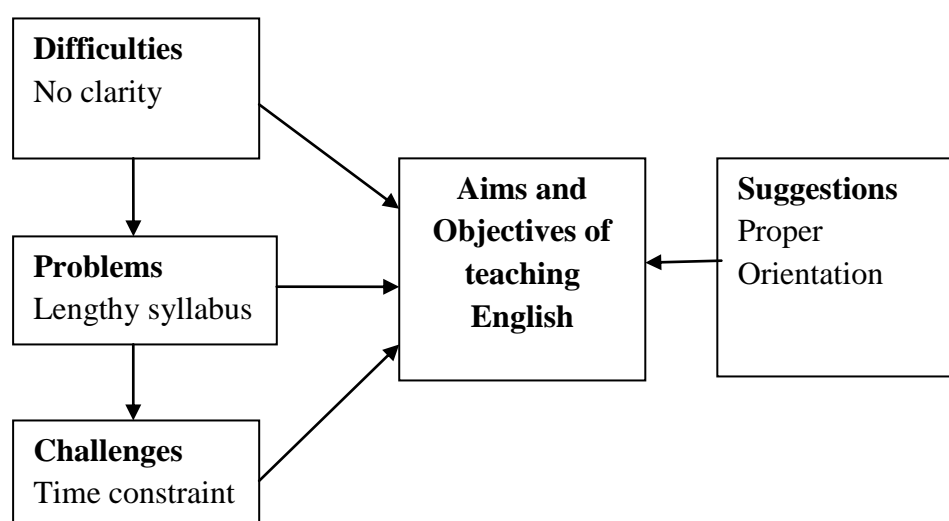 Difficulties
No clarity
Problems
Lengthy syllabus
Challenges
Time constraint
Aims and
Objectives of
teaching
English
Suggestions
Proper
Orientation